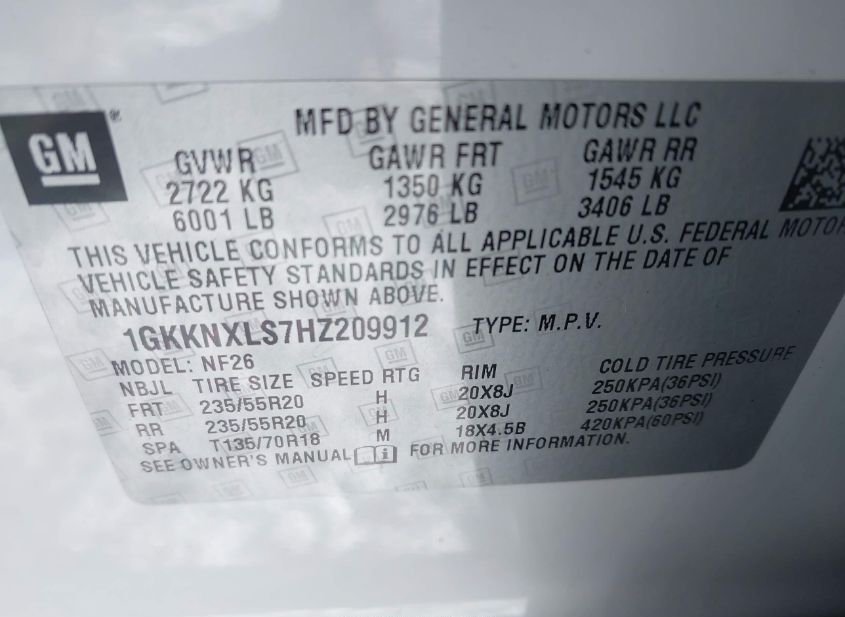 GM ®
MFD BY GENERAL MOTORS LLC
GVWR GAWR FRT GAWR RR
2722 KG 1350 KG 1545 KG
6001 LB 2976 LB 3406 LB
THIS VEHICLE CONFORMS TO ALL APPLICABLE U.S. FEDERAL MOTOR
VEHICLE SAFETY STANDARDS IN EFFECT ON THE DATE OF
MANUFACTURE SHOWN ABOVE.
1GKKNXLS7HZ209912 TYPE: M.P.V.
MODEL: NF26
NBJL TIRE SIZE SPEED RTG RIM COLD TIRE PRESSURE
FRT 235/55R20 H 20X8J 250KPA(36PSI)
RR 235/55R20 H 20X8J 250KPA(36PSI)
SPA T135/70R18 M 18X4.5B 420KPA(60PSI)
SEE OWNER'S MANUAL i FOR MORE INFORMATION.